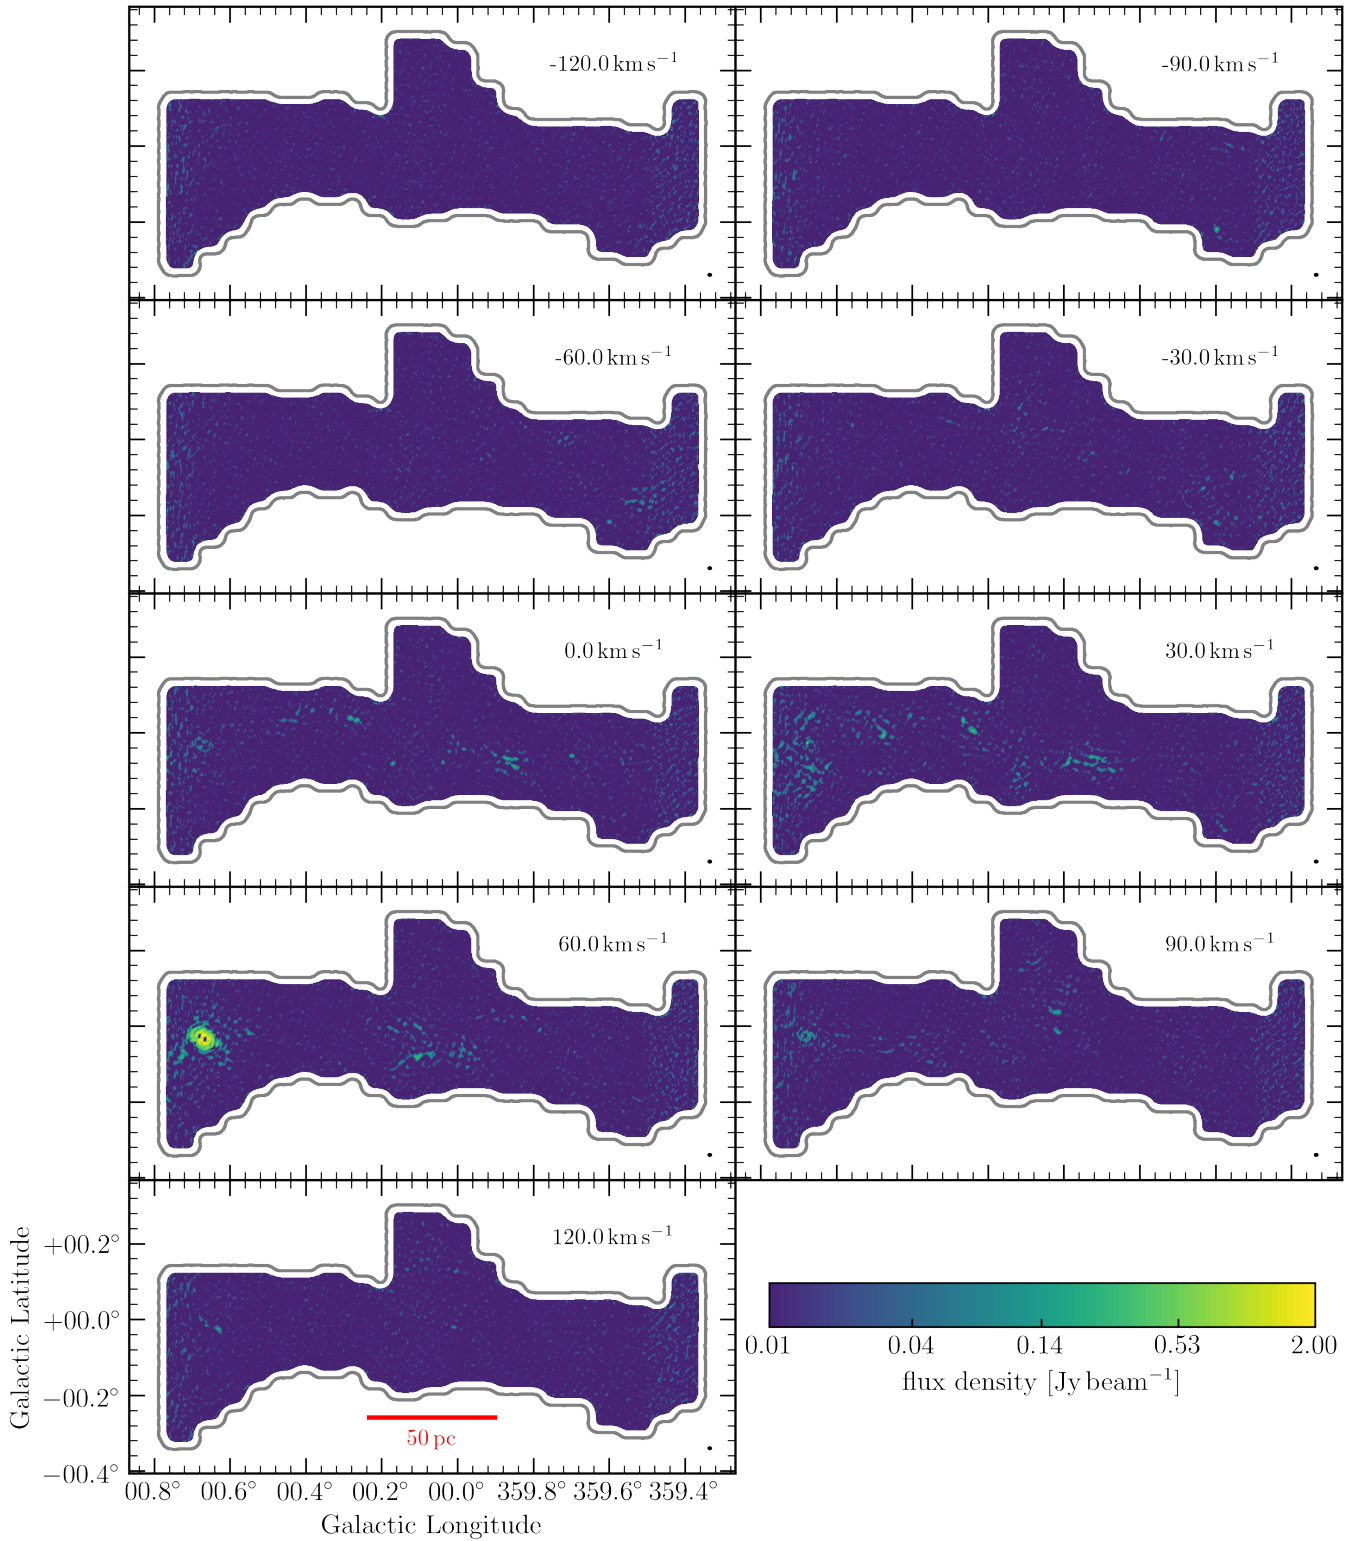 -120.0 km s⁻¹
-90.0 km s⁻¹
-60.0 km s⁻¹
-30.0 km s⁻¹
0.0 km s⁻¹
30.0 km s⁻¹
60.0 km s⁻¹
90.0 km s⁻¹
120.0 km s⁻¹
Galactic Latitude
+00.2°
+00.0°
−00.2°
−00.4°
50 pc
00.8° 00.6° 00.4° 00.2° 00.0° 359.8° 359.6° 359.4°
Galactic Longitude
0.01 0.04 0.14 0.53 2.00
flux density [Jy beam⁻¹]